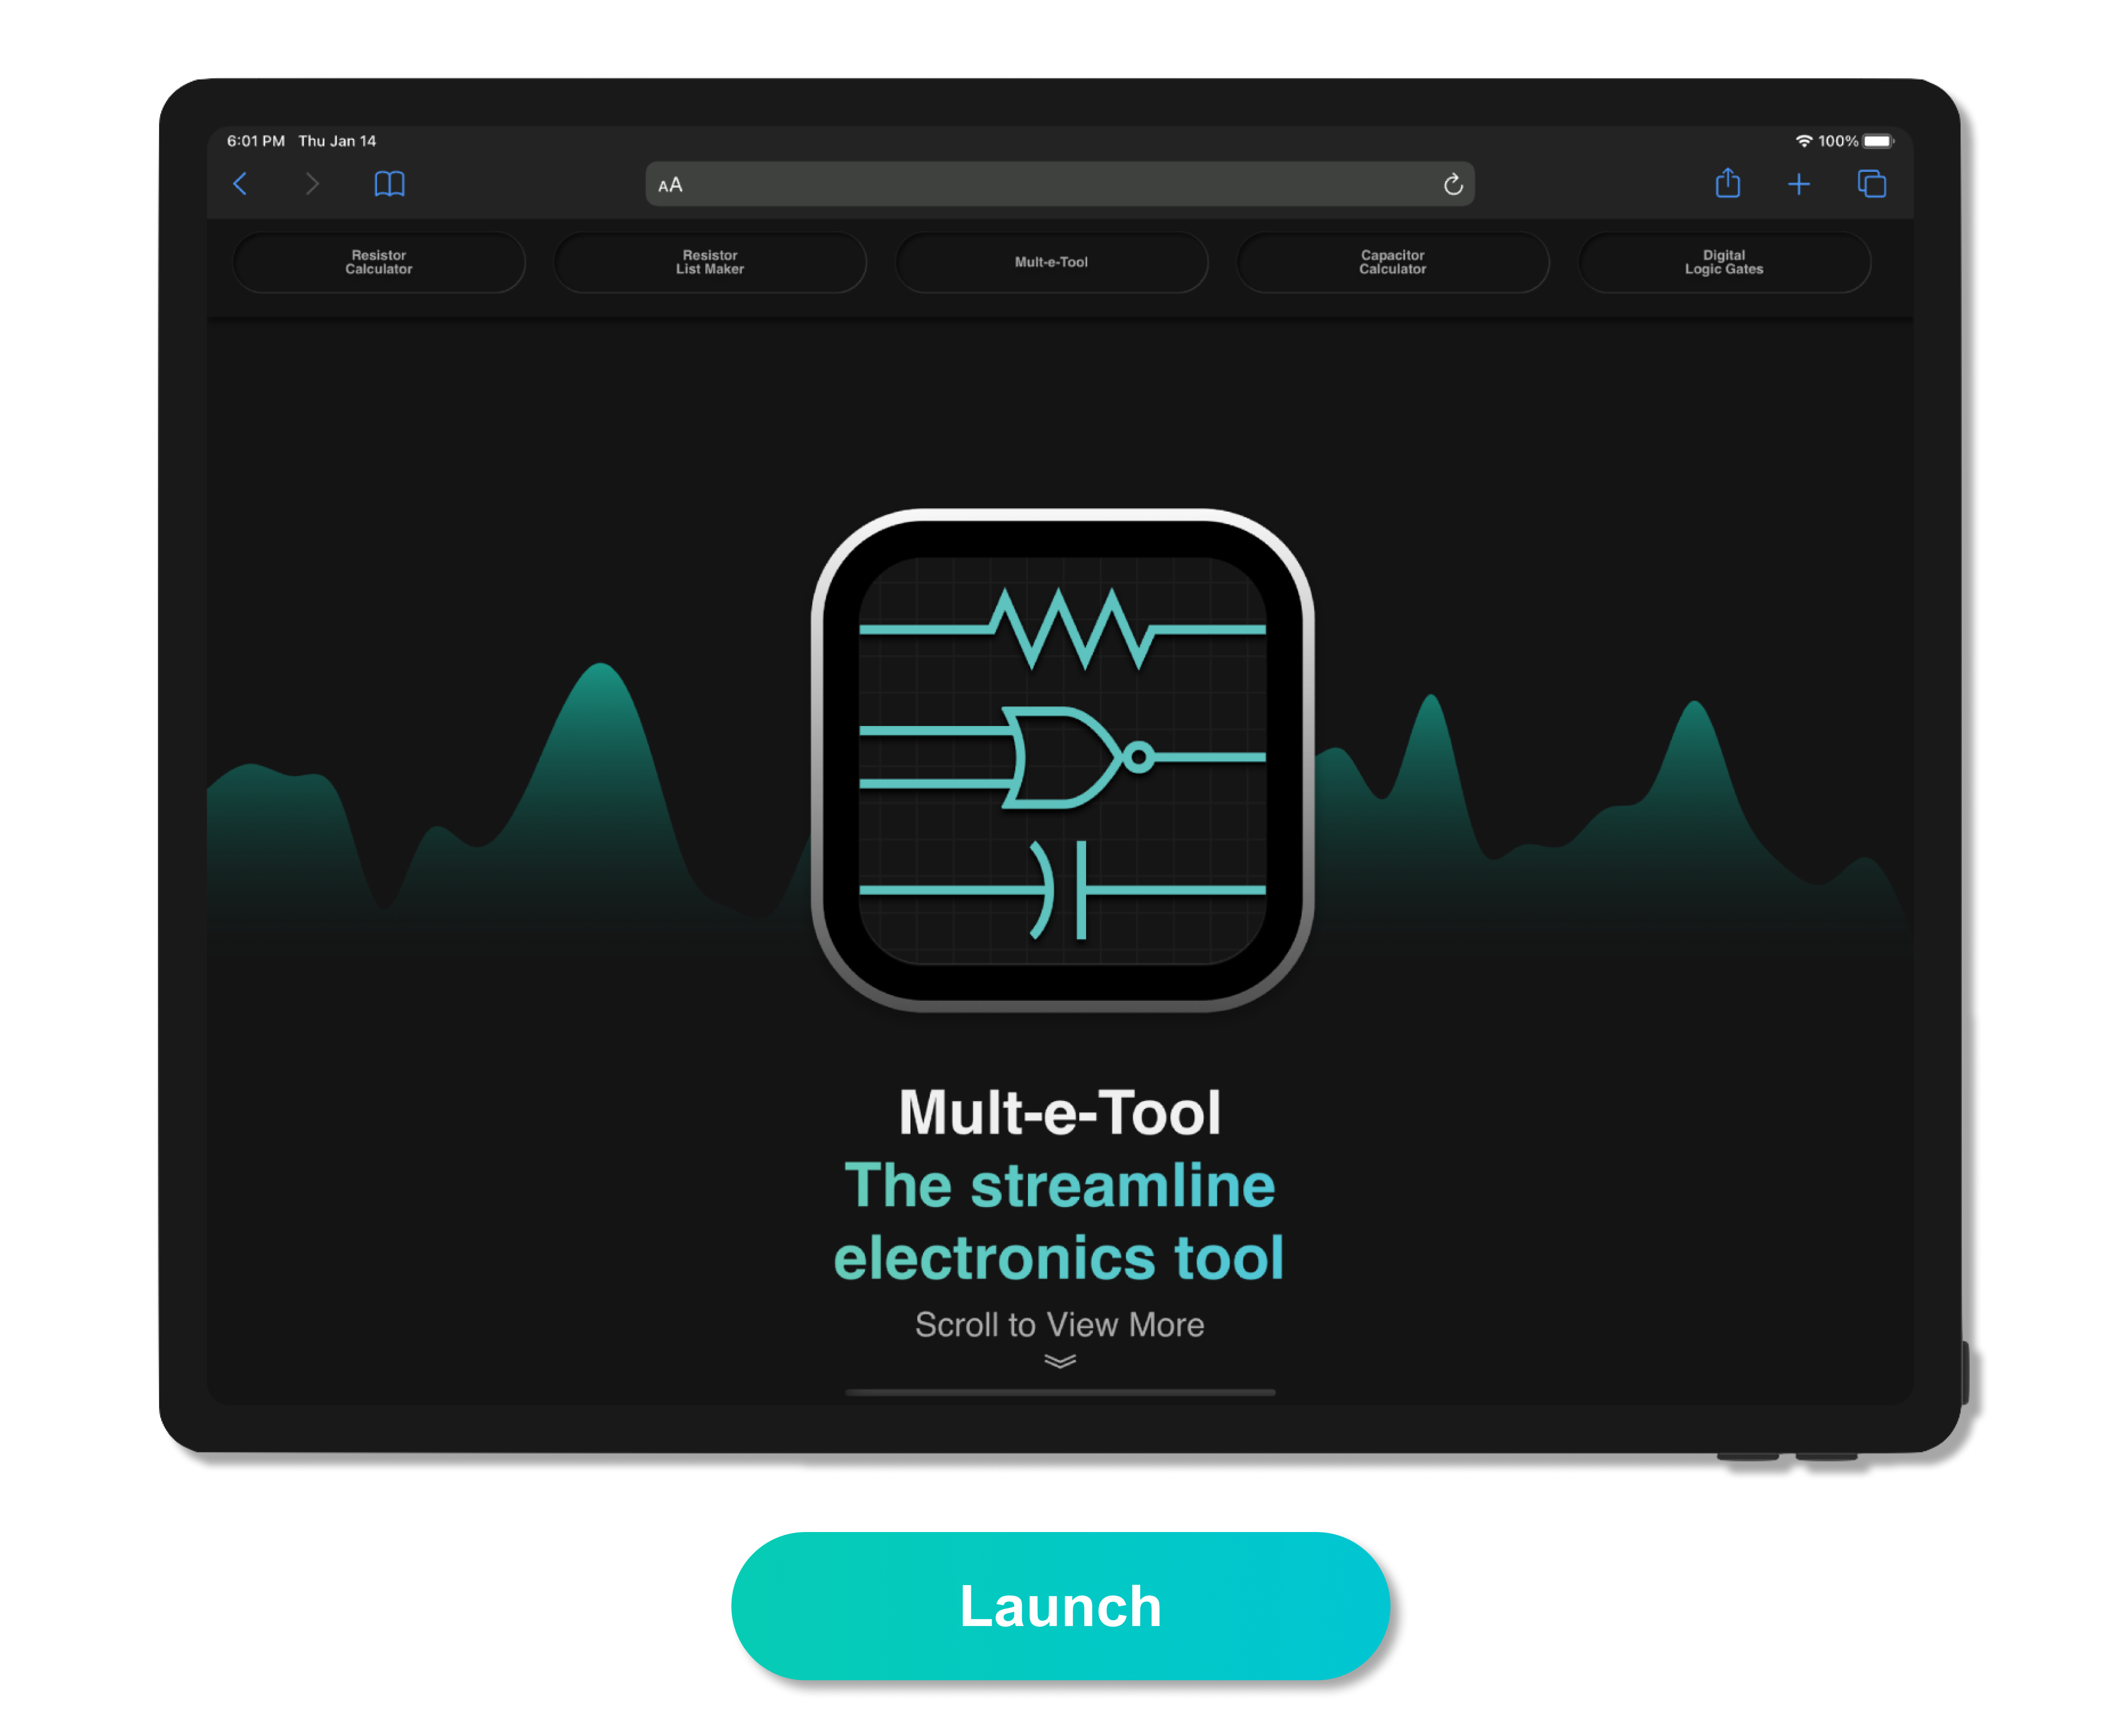 6:01 PM Thu Jan 14
100%
AA
Resistor
Calculator
Resistor
List Maker
Mult-e-Tool
Capacitor
Calculator
Digital
Logic Gates
Mult-e-Tool
The streamline
electronics tool
Scroll to View More
Launch